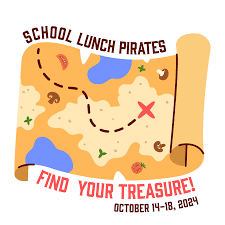 SCHOOL LUNCH PIRATES
FIND YOUR TREASURE!
OCTOBER 14-18, 2024